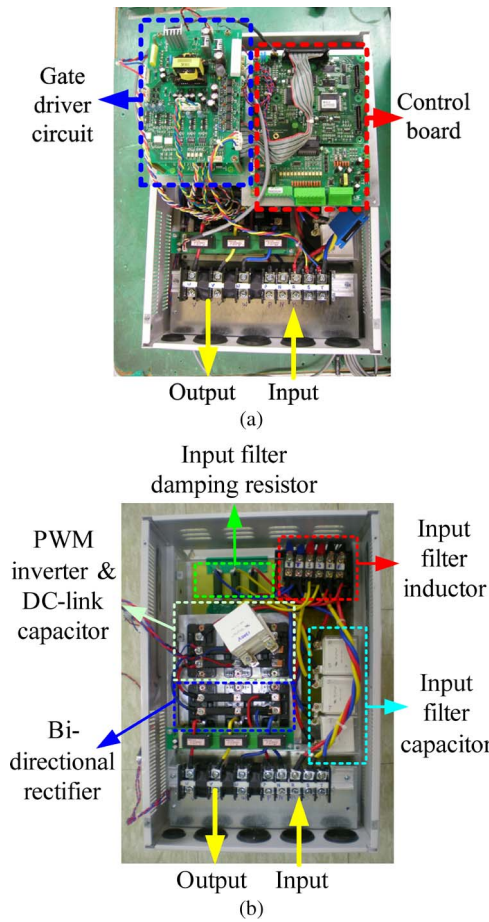 Gate
driver
circuit
Control
board
Output
Input
(a)
Input filter
damping resistor
PWM
inverter &
DC-link
capacitor
Input
filter
inductor
Bi-
directional
rectifier
Input
filter
capacitor
Output
Input
(b)